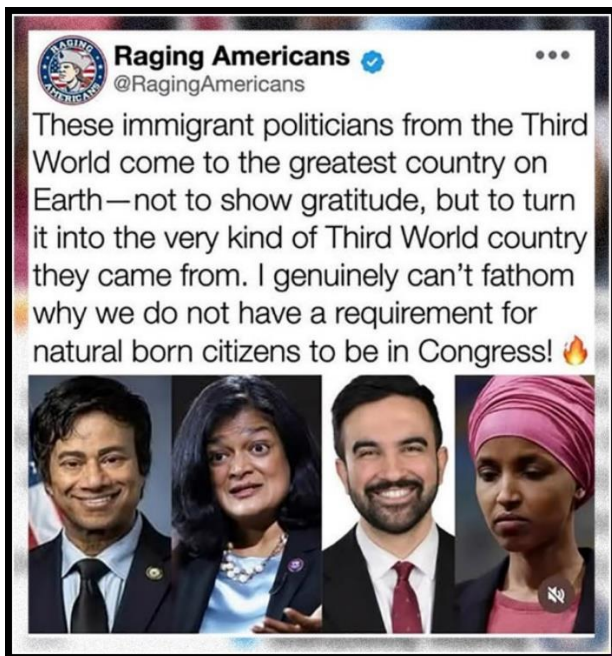 RAGING
AMERICANS
Raging Americans
@RagingAmericans
These immigrant politicians from the Third
World come to the greatest country on
Earth—not to show gratitude, but to turn
it into the very kind of Third World country
they came from. I genuinely can't fathom
why we do not have a requirement for
natural born citizens to be in Congress! 🔥